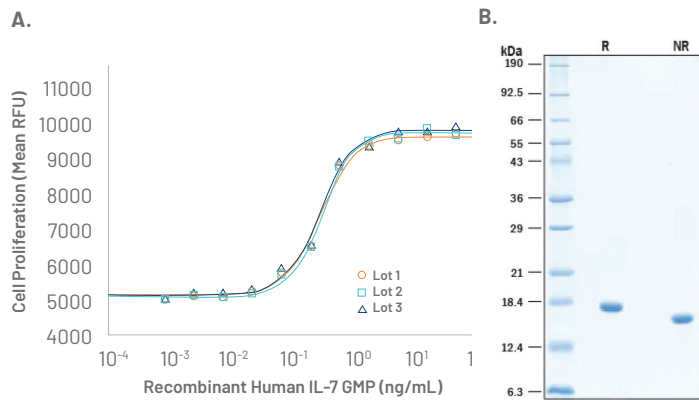 A.
Cell Proliferation (Mean RFU)
11000
10000
9000
8000
7000
6000
5000
4000
10⁻⁴
10⁻³
10⁻²
10⁻¹
10⁰
10¹
1
Recombinant Human IL-7 GMP (ng/mL)
Lot 1
Lot 2
Lot 3
B.
kDa
R
NR
190
92.5
66
55
43
36
29
21
18.4
12.4
6.3